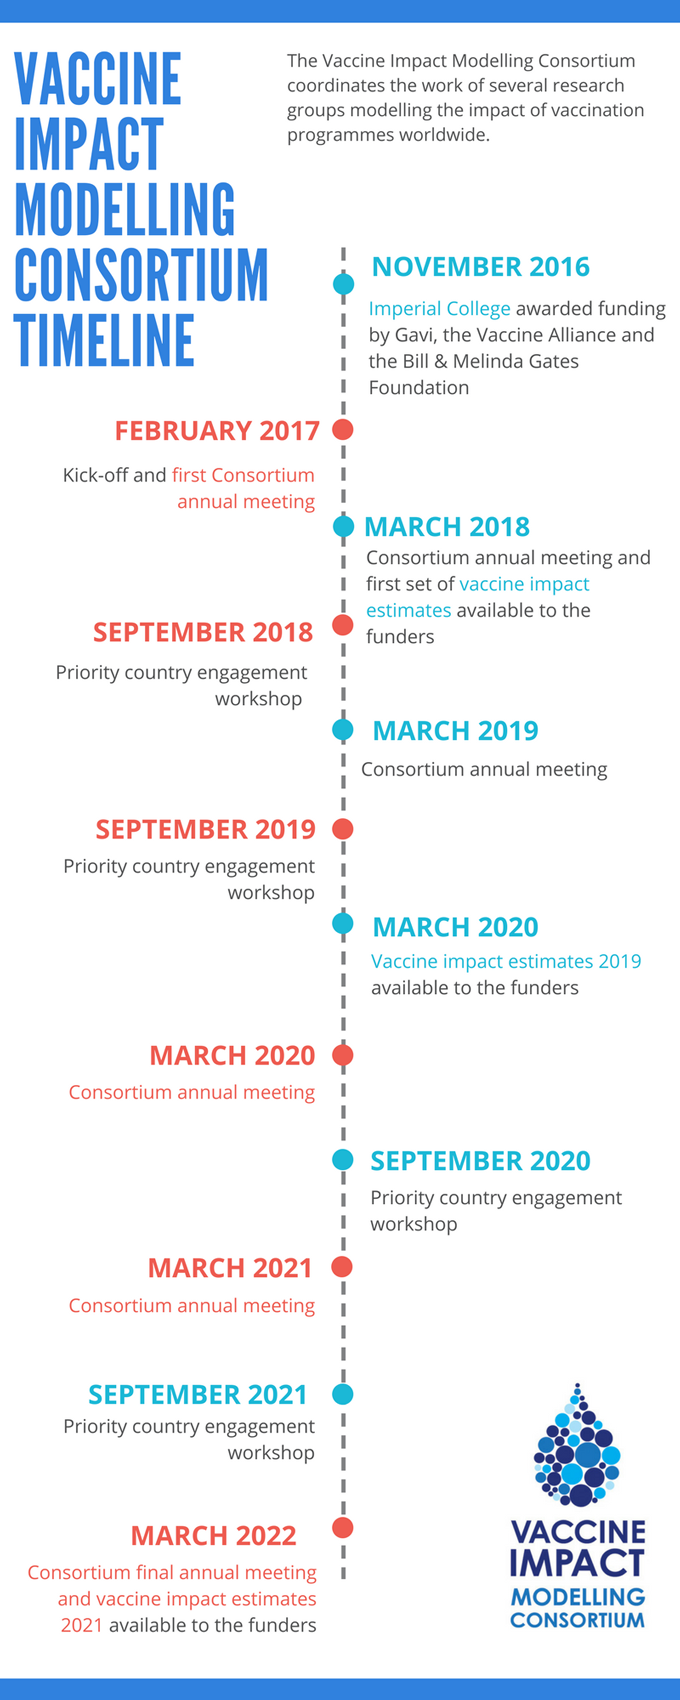 VACCINE
IMPACT
MODELLING
CONSORTIUM
TIMELINE
The Vaccine Impact Modelling Consortium
coordinates the work of several research
groups modelling the impact of vaccination
programmes worldwide.
NOVEMBER 2016
Imperial College awarded funding
by Gavi, the Vaccine Alliance and
the Bill & Melinda Gates
Foundation
FEBRUARY 2017
Kick-off and first Consortium
annual meeting
MARCH 2018
Consortium annual meeting and
first set of vaccine impact
estimates available to the
funders
SEPTEMBER 2018
Priority country engagement
workshop
MARCH 2019
Consortium annual meeting
SEPTEMBER 2019
Priority country engagement
workshop
MARCH 2020
Vaccine impact estimates 2019
available to the funders
MARCH 2020
Consortium annual meeting
SEPTEMBER 2020
Priority country engagement
workshop
MARCH 2021
Consortium annual meeting
SEPTEMBER 2021
Priority country engagement
workshop
MARCH 2022
Consortium final annual meeting
and vaccine impact estimates
2021 available to the funders
VACCINE
IMPACT
MODELLING
CONSORTIUM